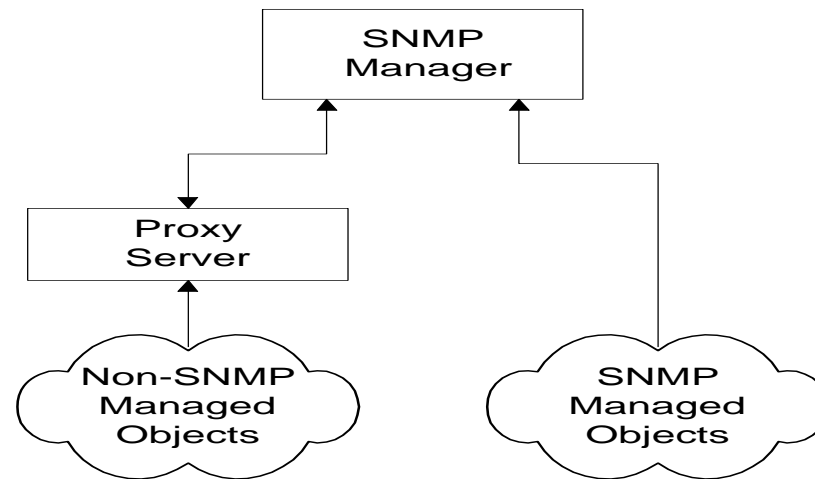 SNMP
Manager
Proxy
Server
Non-SNMP
Managed
Objects
SNMP
Managed
Objects